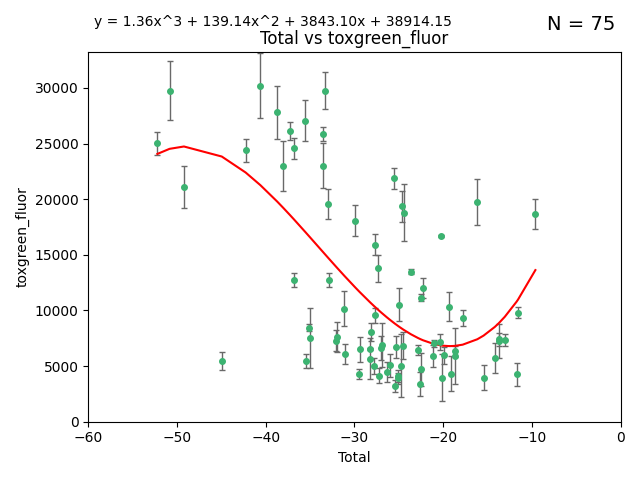 y = 1.36x^3 + 139.14x^2 + 3843.10x + 38914.15
N = 75
Total vs toxgreen_fluor
30000
25000
20000
15000
10000
5000
0
toxgreen_fluor
−60
−50
−40
−30
−20
−10
0
Total